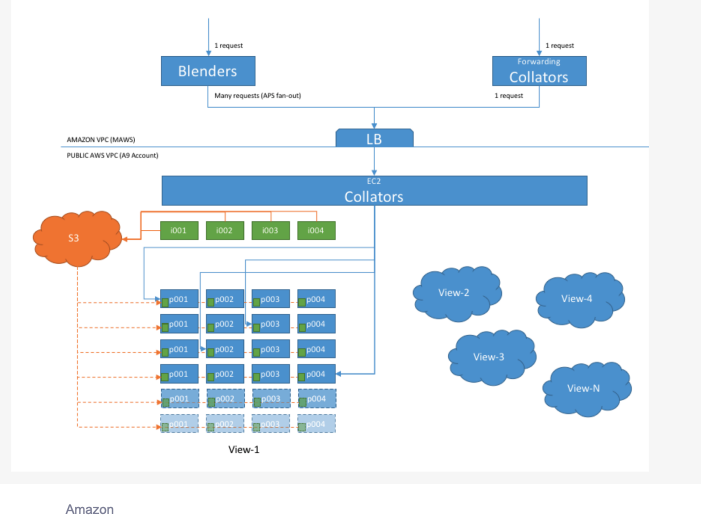 1 request
1 request
Blenders
Forwarding
Collators
Many requests (APS fan-out)
1 request
AMAZON VPC (MAWS)
LB
PUBLIC AWS VPC (A9 Account)
EC2
Collators
S3
i001 i002 i003 i004
View-2
View-4
p001 p002 p003 p004
p001 p002 p003 p004
View-3
p001 p002 p003 p004
p001 p002 p003 p004
View-N
p001 p002 p003 p004
p001 p002 p003 p004
View-1
Amazon